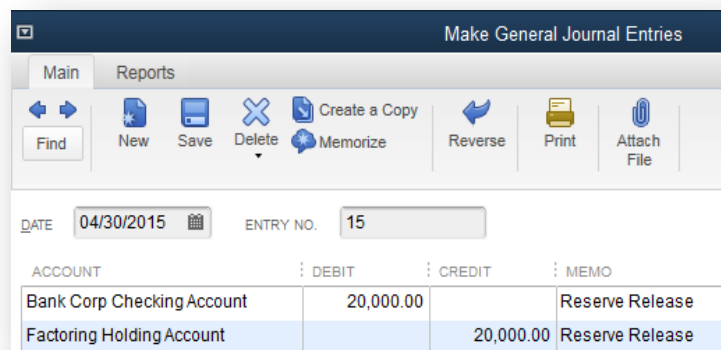 Make General Journal Entries
Main Reports
Find New Save Delete Create a Copy Memorize Reverse Print Attach File
DATE 04/30/2015 ENTRY NO. 15
ACCOUNT DEBIT CREDIT MEMO
Bank Corp Checking Account 20,000.00 Reserve Release
Factoring Holding Account 20,000.00 Reserve Release